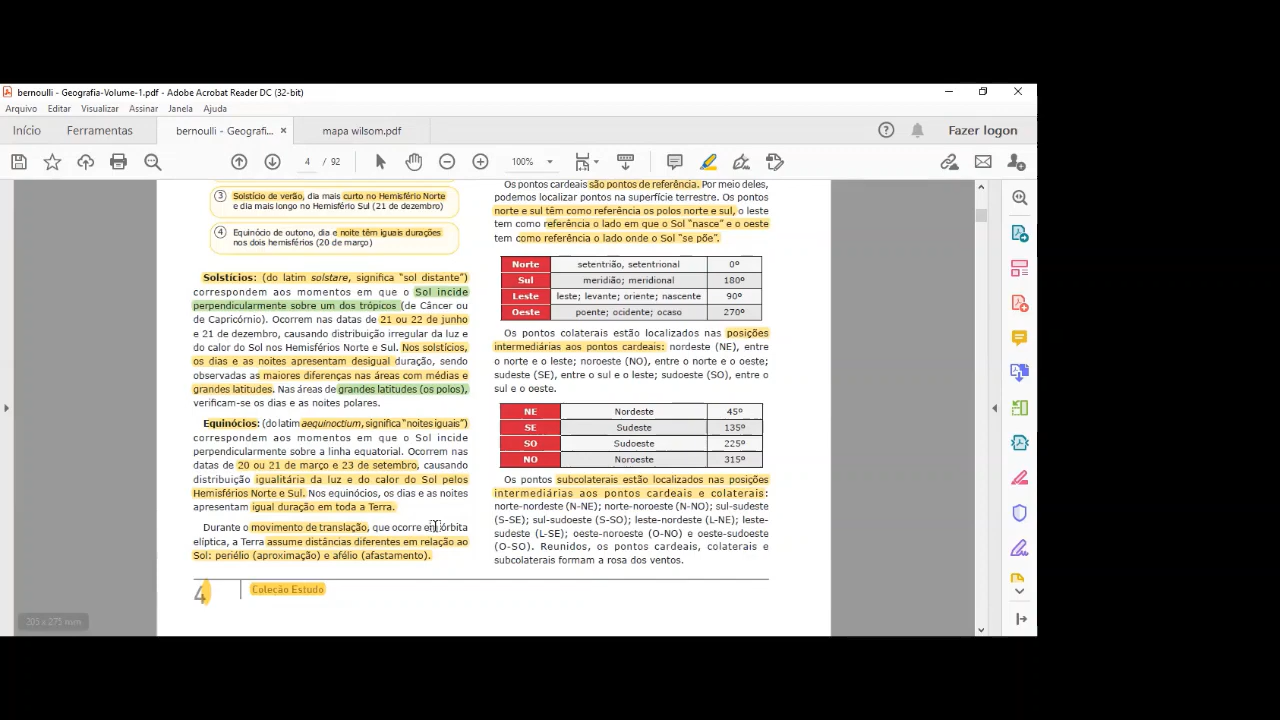 bernoulli - Geografia-Volume-1.pdf - Adobe Acrobat Reader DC (32-bit)
Arquivo Editar Visualizar Assinar Janela Ajuda
Início Ferramentas bernoulli - Geografi... mapa wilsom.pdf Fazer logon
4 / 92 100%
3 Solstício de verão, dia mais curto no Hemisfério Norte
e dia mais longo no Hemisfério Sul (21 de dezembro)
4 Equinócio de outono, dia e noite têm iguais durações
nos dois hemisférios (20 de março)
Solstícios: (do latim solstare, significa “sol distante”)
correspondem aos momentos em que o Sol incide
perpendicularmente sobre um dos trópicos (de Câncer ou
de Capricórnio). Ocorrem nas datas de 21 ou 22 de junho
e 21 de dezembro, causando distribuição irregular da luz e
do calor do Sol nos Hemisférios Norte e Sul. Nos solstícios,
os dias e as noites apresentam desigual duração, sendo
observadas as maiores diferenças nas áreas com médias e
grandes latitudes. Nas áreas de grandes latitudes (os polos),
verificam-se os dias e as noites polares.
Equinócios: (do latim aequinoctium, significa “noites iguais”)
correspondem aos momentos em que o Sol incide
perpendicularmente sobre a linha equatorial. Ocorrem nas
datas de 20 ou 21 de março e 23 de setembro, causando
distribuição igualitária da luz e do calor do Sol pelos
Hemisférios Norte e Sul. Nos equinócios, os dias e as noites
apresentam igual duração em toda a Terra.
Durante o movimento de translação, que ocorre em órbita
elíptica, a Terra assume distâncias diferentes em relação ao
Sol: periélio (aproximação) e afélio (afastamento).
Os pontos cardeais são pontos de referência. Por meio deles,
podemos localizar pontos na superfície terrestre. Os pontos
norte e sul têm como referência os polos norte e sul, o leste
tem como referência o lado em que o Sol “nasce” e o oeste
tem como referência o lado onde o Sol “se põe”.
Norte setentrião, setentrional 0º
Sul meridião; meridional 180º
Leste leste; levante; oriente; nascente 90º
Oeste poente; ocidente; ocaso 270º
Os pontos colaterais estão localizados nas posições
intermediárias aos pontos cardeais: nordeste (NE), entre
o norte e o leste; noroeste (NO), entre o norte e o oeste;
sudeste (SE), entre o sul e o leste; sudoeste (SO), entre o
sul e o oeste.
NE Nordeste 45º
SE Sudeste 135º
SO Sudoeste 225º
NO Noroeste 315º
Os pontos subcolaterais estão localizados nas posições
intermediárias aos pontos cardeais e colaterais:
norte-nordeste (N-NE); norte-noroeste (N-NO); sul-sudeste
(S-SE); sul-sudoeste (S-SO); leste-nordeste (L-NE); leste-
sudeste (L-SE); oeste-noroeste (O-NO) e oeste-sudoeste
(O-SO). Reunidos, os pontos cardeais, colaterais e
subcolaterais formam a rosa dos ventos.
4 Coleção Estudo
205 x 275 mm